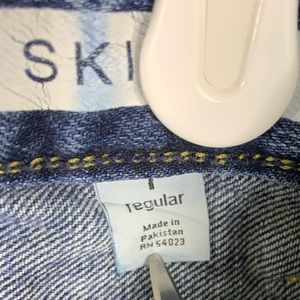 SKI
regular
Made in
Pakistan
RN 54023